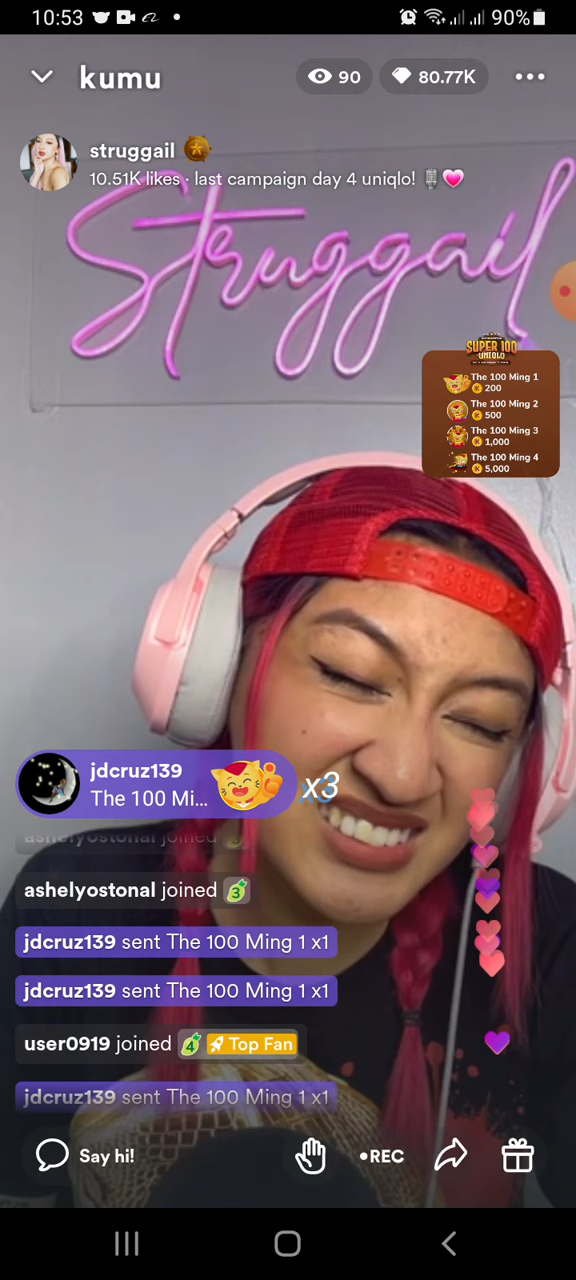 10:53
90%
kumu
90
80.77K
struggail
10.51K likes · last campaign day 4 uniqlo! 🎙️💗
Struggail
SUPER 100
UNIQLO
The 100 Ming 1
200
The 100 Ming 2
500
The 100 Ming 3
1,000
The 100 Ming 4
5,000
jdcruz139
The 100 Mi...
x3
ashelyostonal joined
ashelyostonal joined 3
jdcruz139 sent The 100 Ming 1 x1
jdcruz139 sent The 100 Ming 1 x1
user0919 joined 4 Top Fan
jdcruz139 sent The 100 Ming 1 x1
Say hi!
•REC